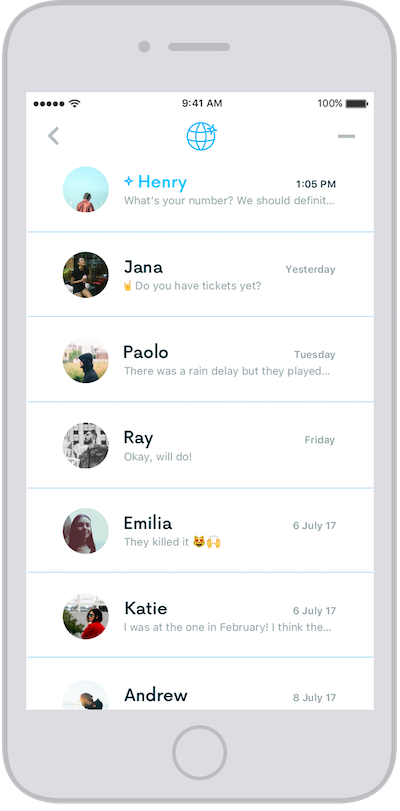 9:41 AM 100%
Henry 1:05 PM
What's your number? We should definit...
Jana Yesterday
🤘Do you have tickets yet?
Paolo Tuesday
There was a rain delay but they played...
Ray Friday
Okay, will do!
Emilia 6 July 17
They killed it 😻🙌
Katie 6 July 17
I was at the one in February! I think the...
Andrew 8 July 17